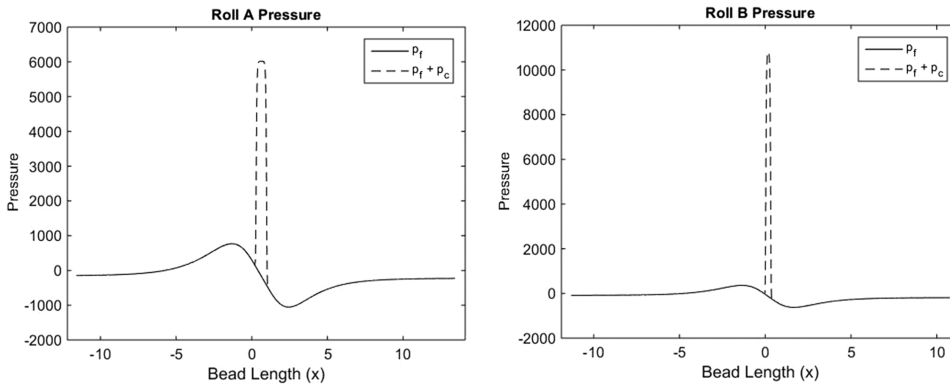 Roll A Pressure
7000
6000
5000
4000
3000
2000
1000
0
-1000
-2000
Pressure
-10 -5 0 5 10
Bead Length (x)
p_f
p_f + p_c
Roll B Pressure
12000
10000
8000
6000
4000
2000
0
-2000
Pressure
-10 -5 0 5 10
Bead Length (x)
p_f
p_f + p_c